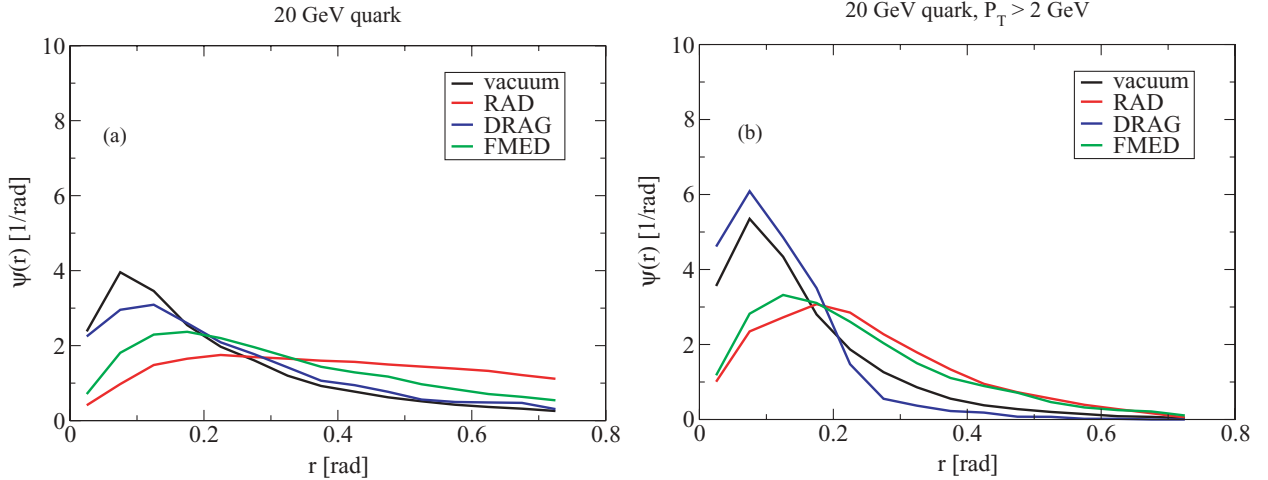 20 GeV quark
10
8
6
4
2
0
0
0.2
0.4
0.6
0.8
ψ(r) [1/rad]
r [rad]
(a)
vacuum
RAD
DRAG
FMED
20 GeV quark, P_T > 2 GeV
10
8
6
4
2
0
0
0.2
0.4
0.6
0.8
ψ(r) [1/rad]
r [rad]
(b)
vacuum
RAD
DRAG
FMED